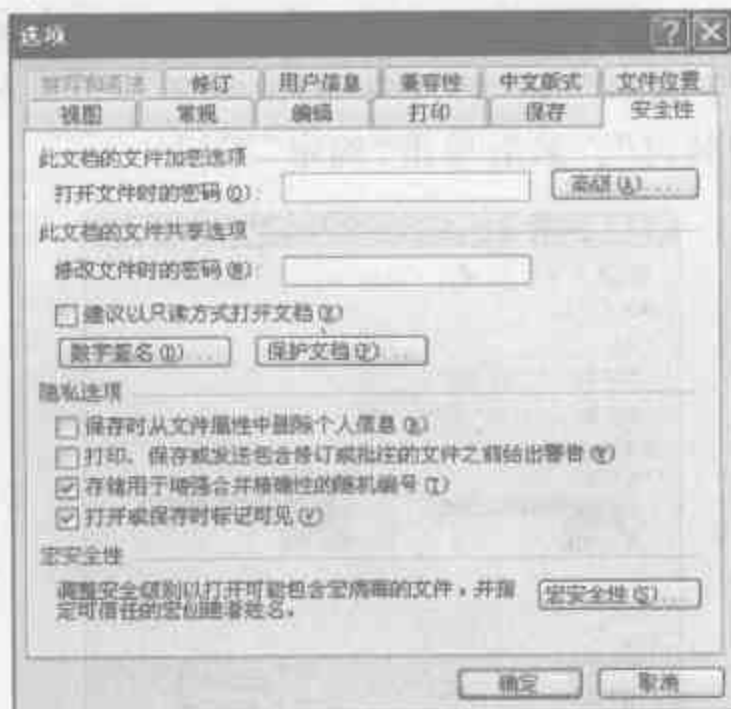 选项
拼写和语法 修订 用户信息 兼容性 中文版式 文件位置
视图 常规 编辑 打印 保存 安全性
此文档的文件加密选项
打开文件时的密码(O): 高级(A)....
此文档的文件共享选项
修改文件时的密码(M):
建议以只读方式打开文档(E)
数字签名(D)... 保护文档(P)...
隐私选项
保存时从文件属性中删除个人信息(R)
打印、保存或发送包含修订或批注的文件之前给出警告(W)
存储用于增强合并精确性的随机编号(T)
打开或保存时标记可见(V)
宏安全性
调整安全级别以打开可能包含宏病毒的文件，并指 宏安全性(S)...
定可信任的宏创建者姓名。
确定 取消